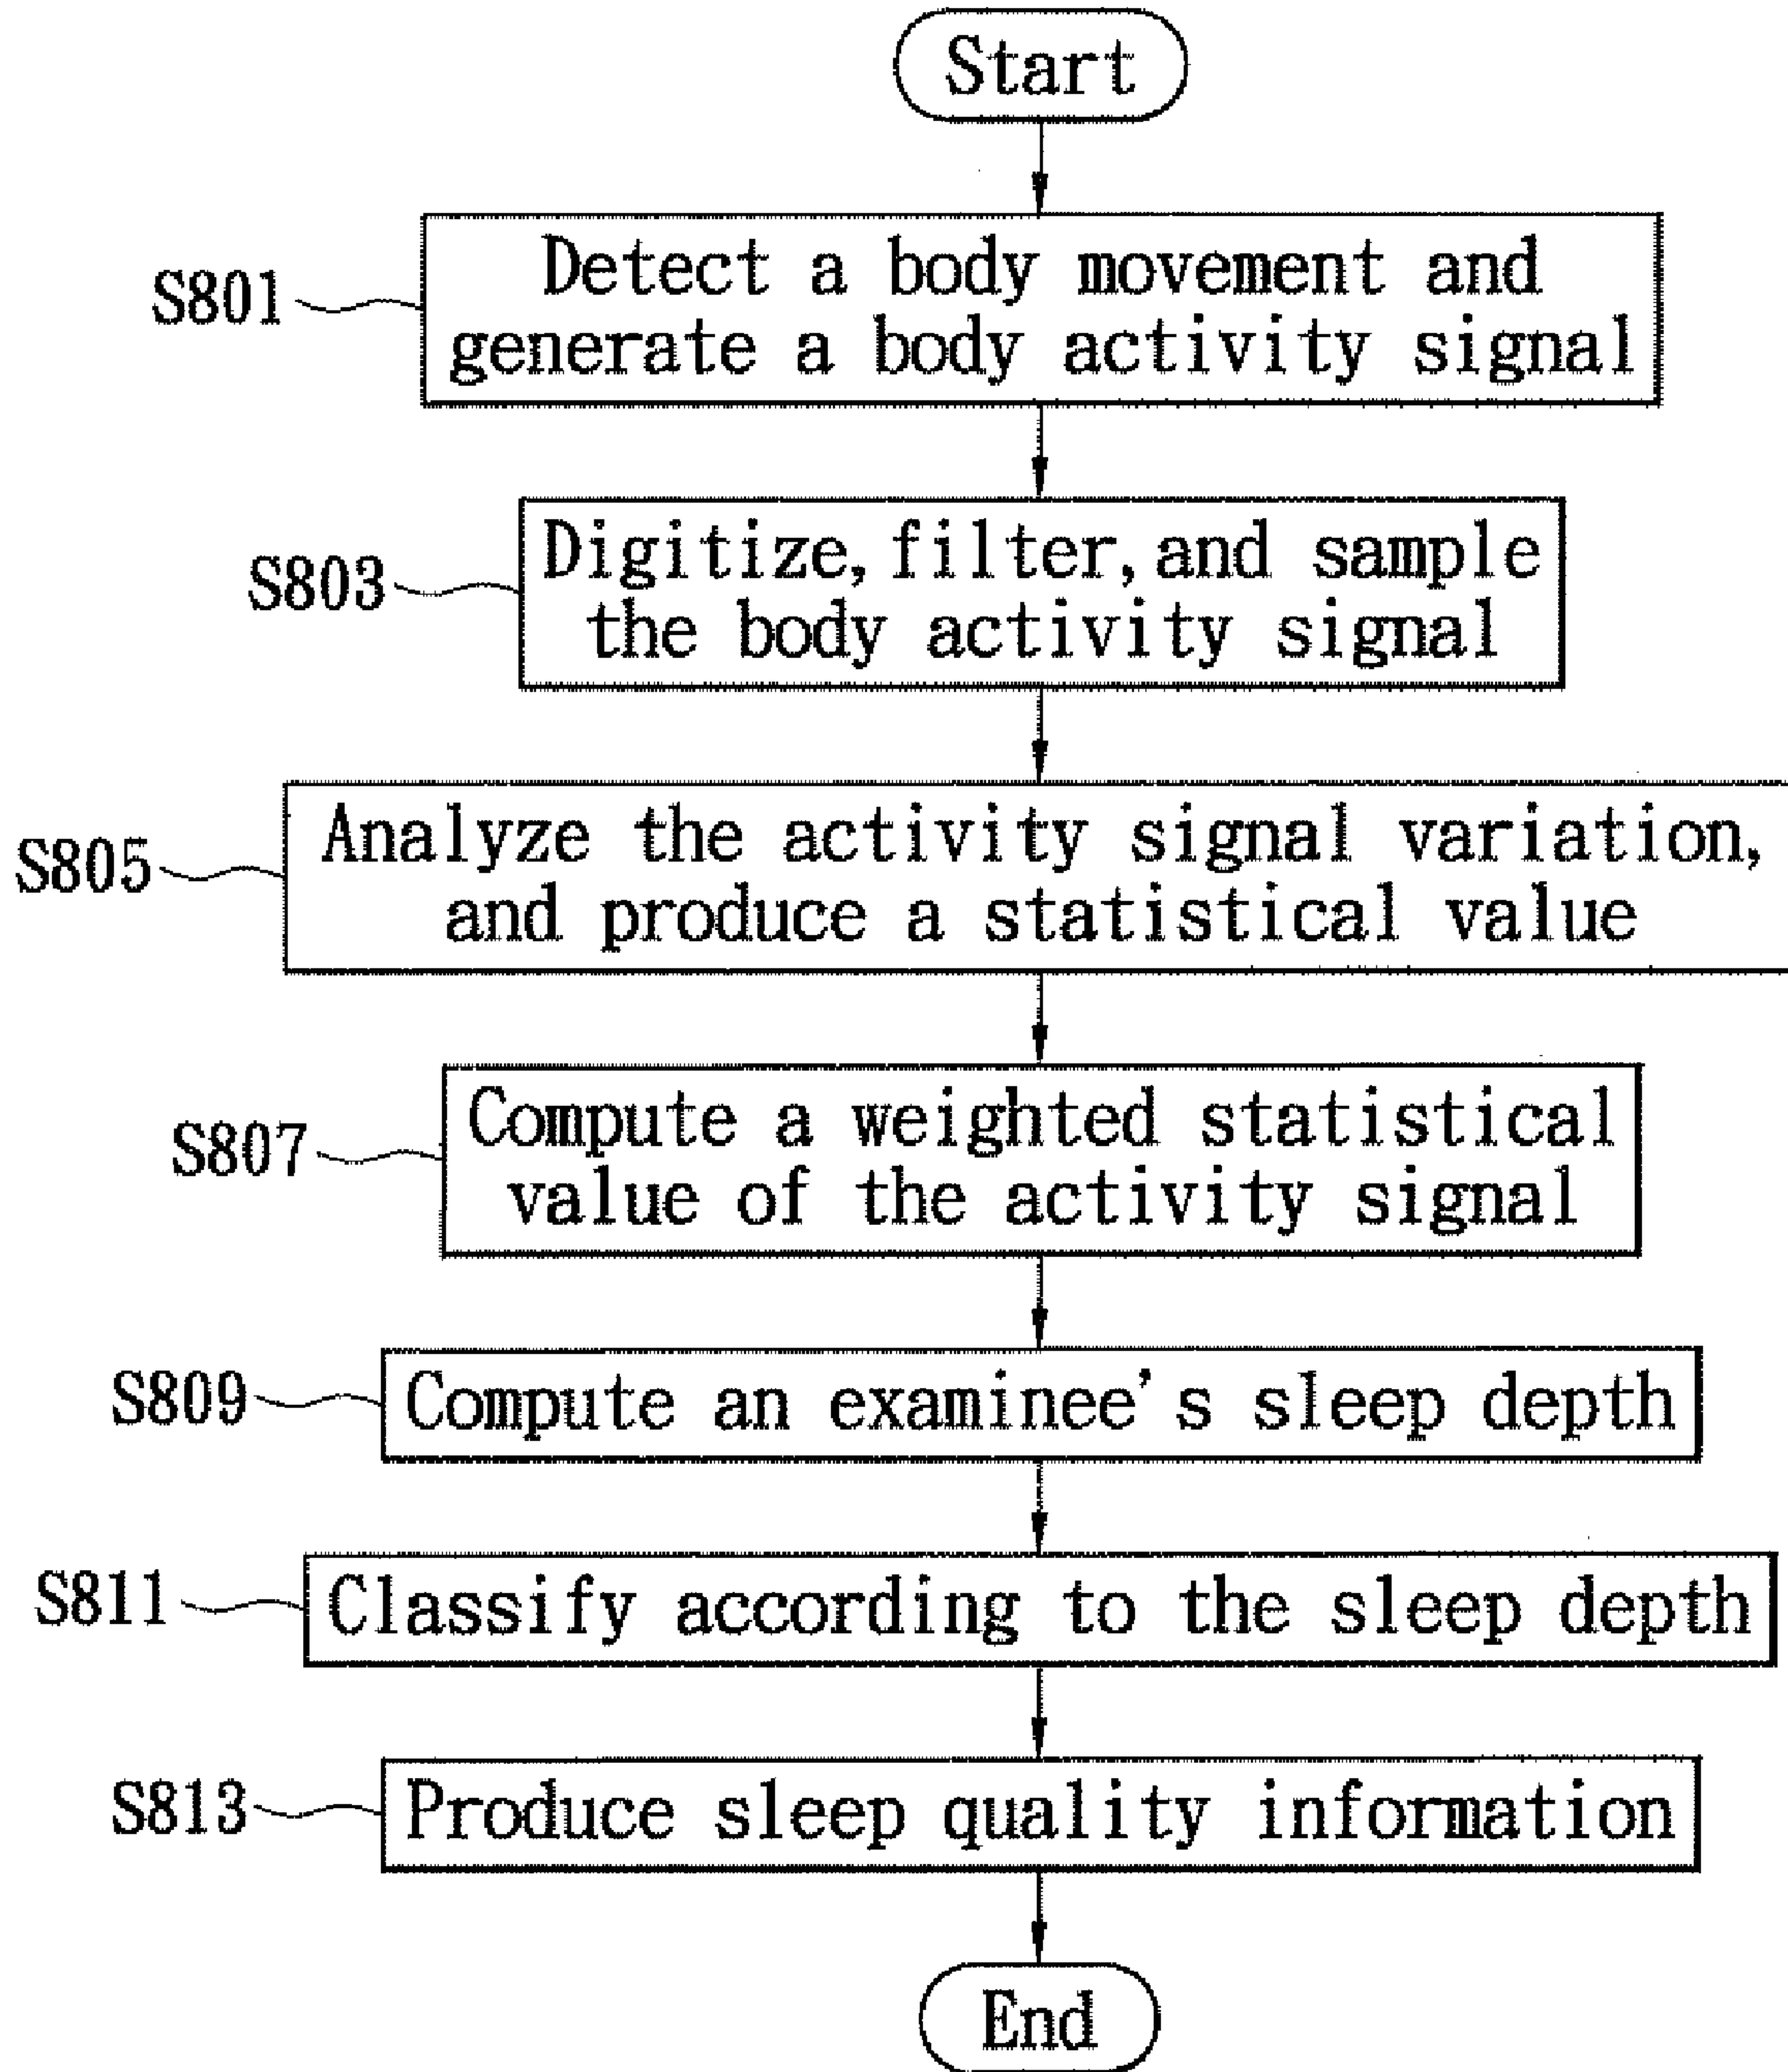 Start
S801
Detect a body movement and
generate a body activity signal
S803
Digitize, filter, and sample
the body activity signal
S805
Analyze the activity signal variation,
and produce a statistical value
S807
Compute a weighted statistical
value of the activity signal
S809
Compute an examinee's sleep depth
S811
Classify according to the sleep depth
S813
Produce sleep quality information
End